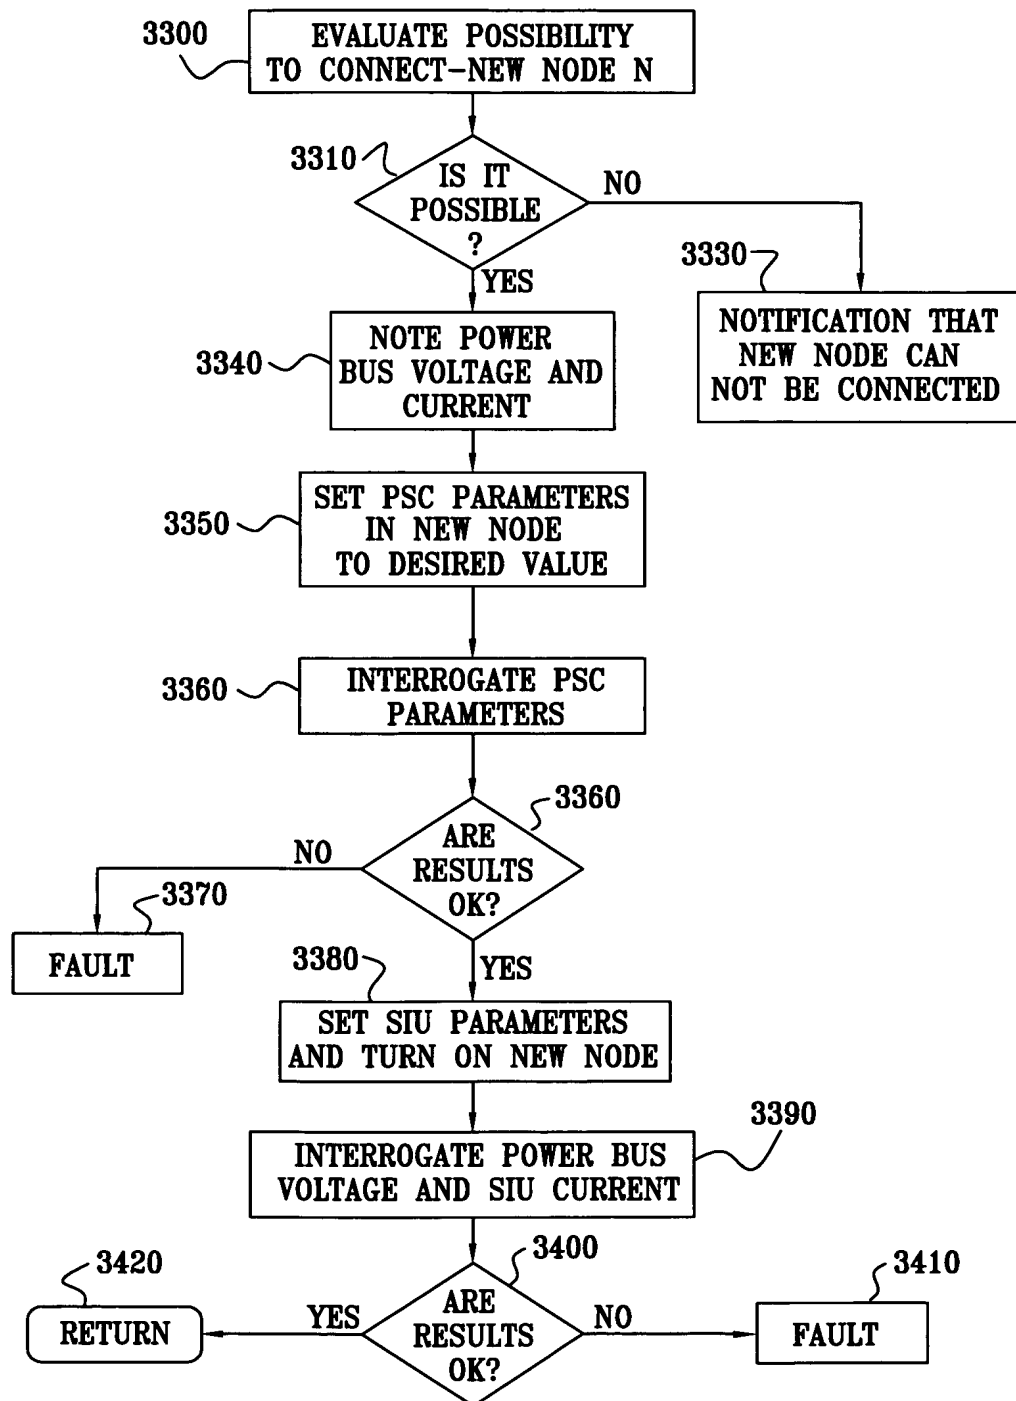 3300
EVALUATE POSSIBILITY
TO CONNECT-NEW NODE N
3310
IS IT
POSSIBLE
?
NO
YES
3330
NOTIFICATION THAT
NEW NODE CAN
NOT BE CONNECTED
3340
NOTE POWER
BUS VOLTAGE AND
CURRENT
3350
SET PSC PARAMETERS
IN NEW NODE
TO DESIRED VALUE
3360
INTERROGATE PSC
PARAMETERS
3360
ARE
RESULTS
OK?
NO
3370
FAULT
YES
3380
SET SIU PARAMETERS
AND TURN ON NEW NODE
3390
INTERROGATE POWER BUS
VOLTAGE AND SIU CURRENT
3400
ARE
RESULTS
OK?
YES
3420
RETURN
NO
3410
FAULT